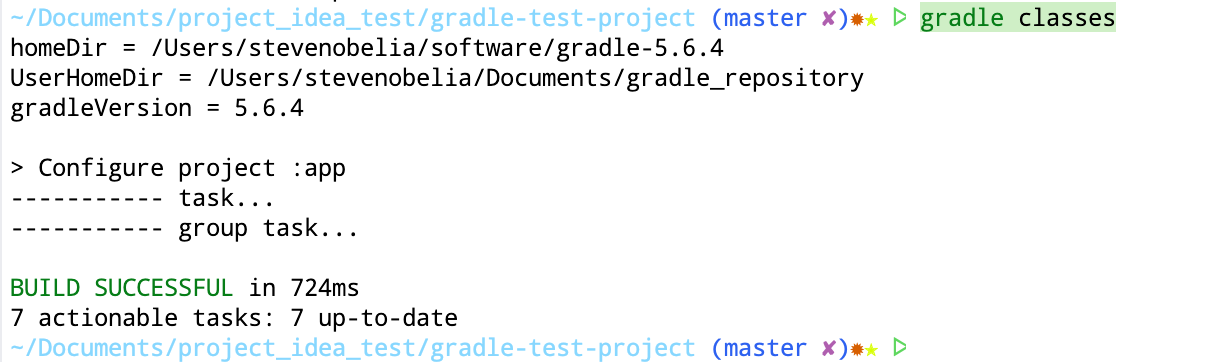 ~/Documents/project_idea_test/gradle-test-project (master ✘)✹★ ▷ gradle classes
homeDir = /Users/stevenobelia/software/gradle-5.6.4
UserHomeDir = /Users/stevenobelia/Documents/gradle_repository
gradleVersion = 5.6.4
> Configure project :app
----------- task...
----------- group task...
BUILD SUCCESSFUL in 724ms
7 actionable tasks: 7 up-to-date
~/Documents/project_idea_test/gradle-test-project (master ✘)✹★ ▷